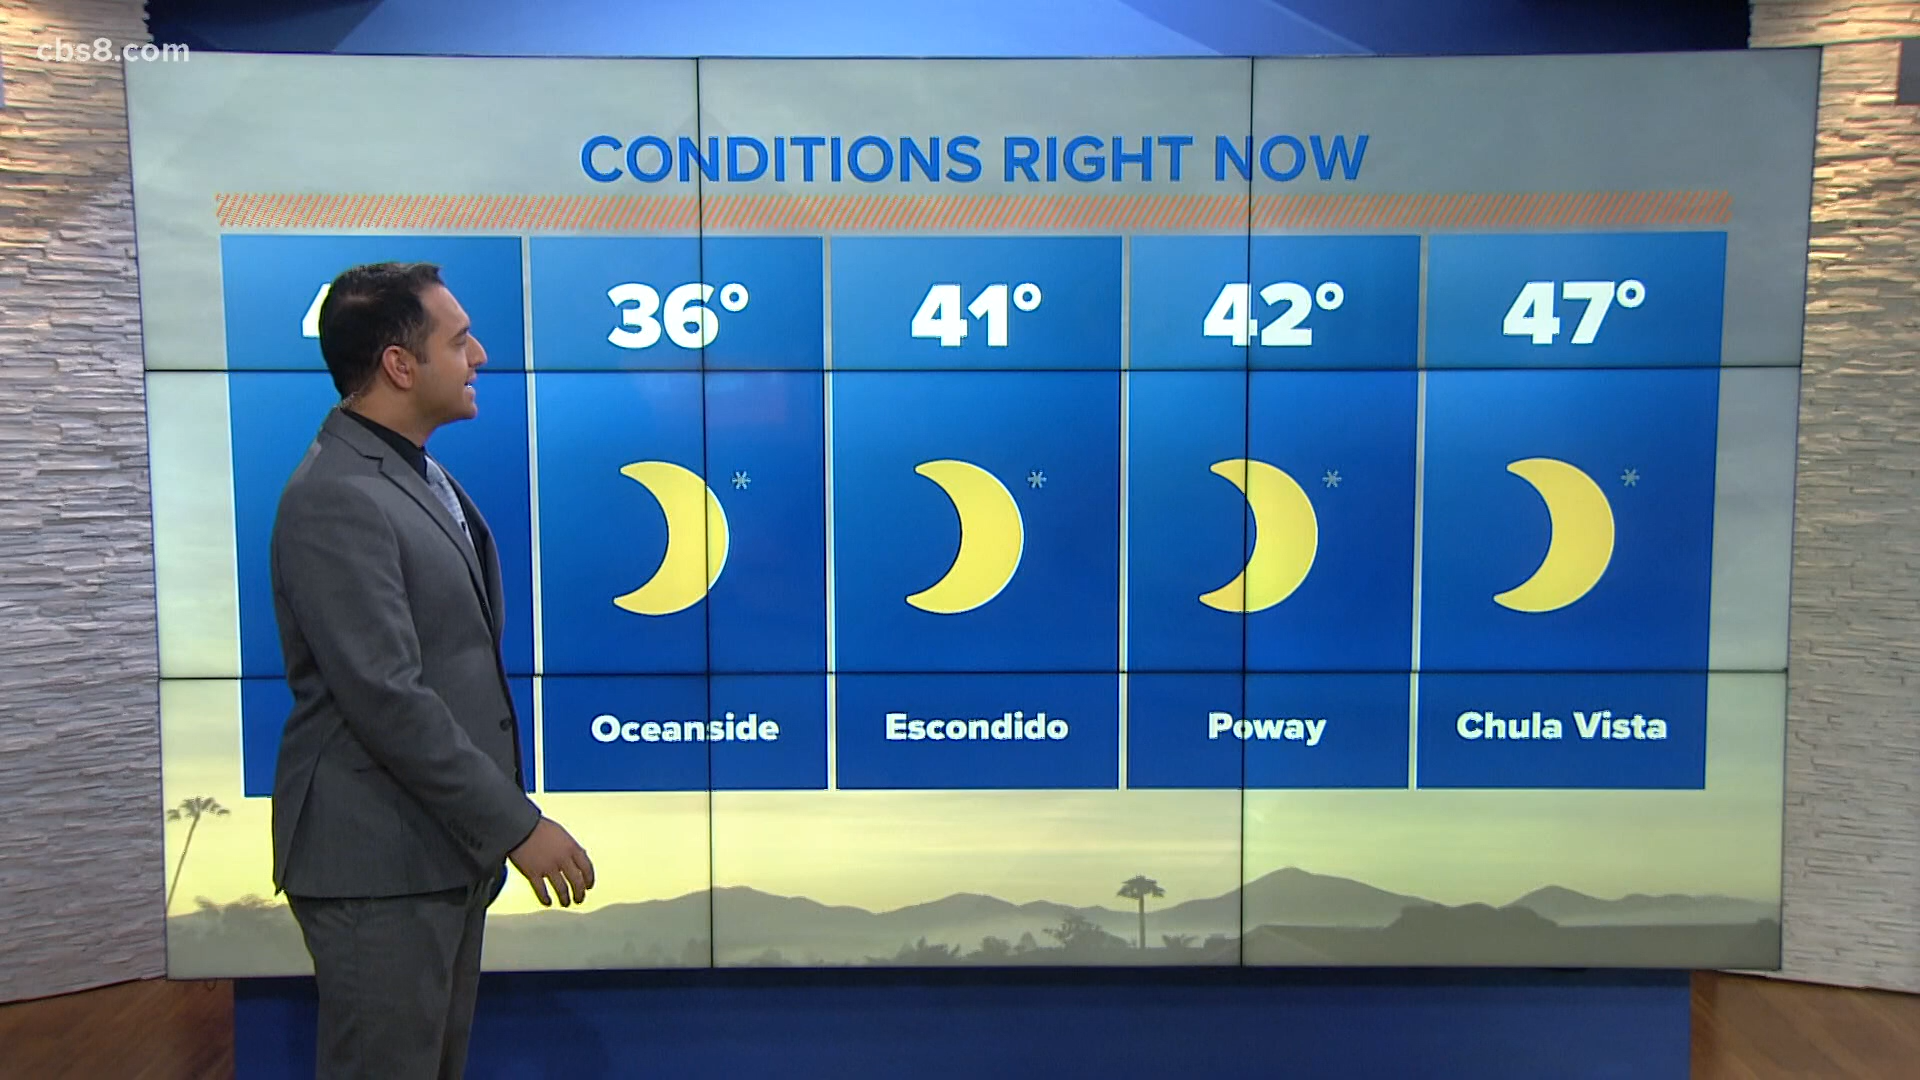 cbs8.com
CONDITIONS RIGHT NOW
36° 41° 42° 47°
Oceanside Escondido Poway Chula Vista